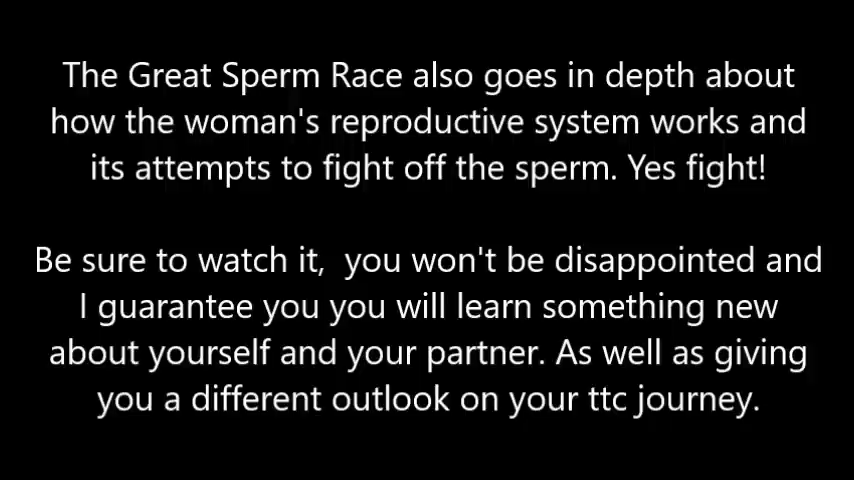 The Great Sperm Race also goes in depth about
how the woman's reproductive system works and
its attempts to fight off the sperm. Yes fight!
Be sure to watch it,  you won't be disappointed and
I guarantee you you will learn something new
about yourself and your partner. As well as giving
you a different outlook on your ttc journey.